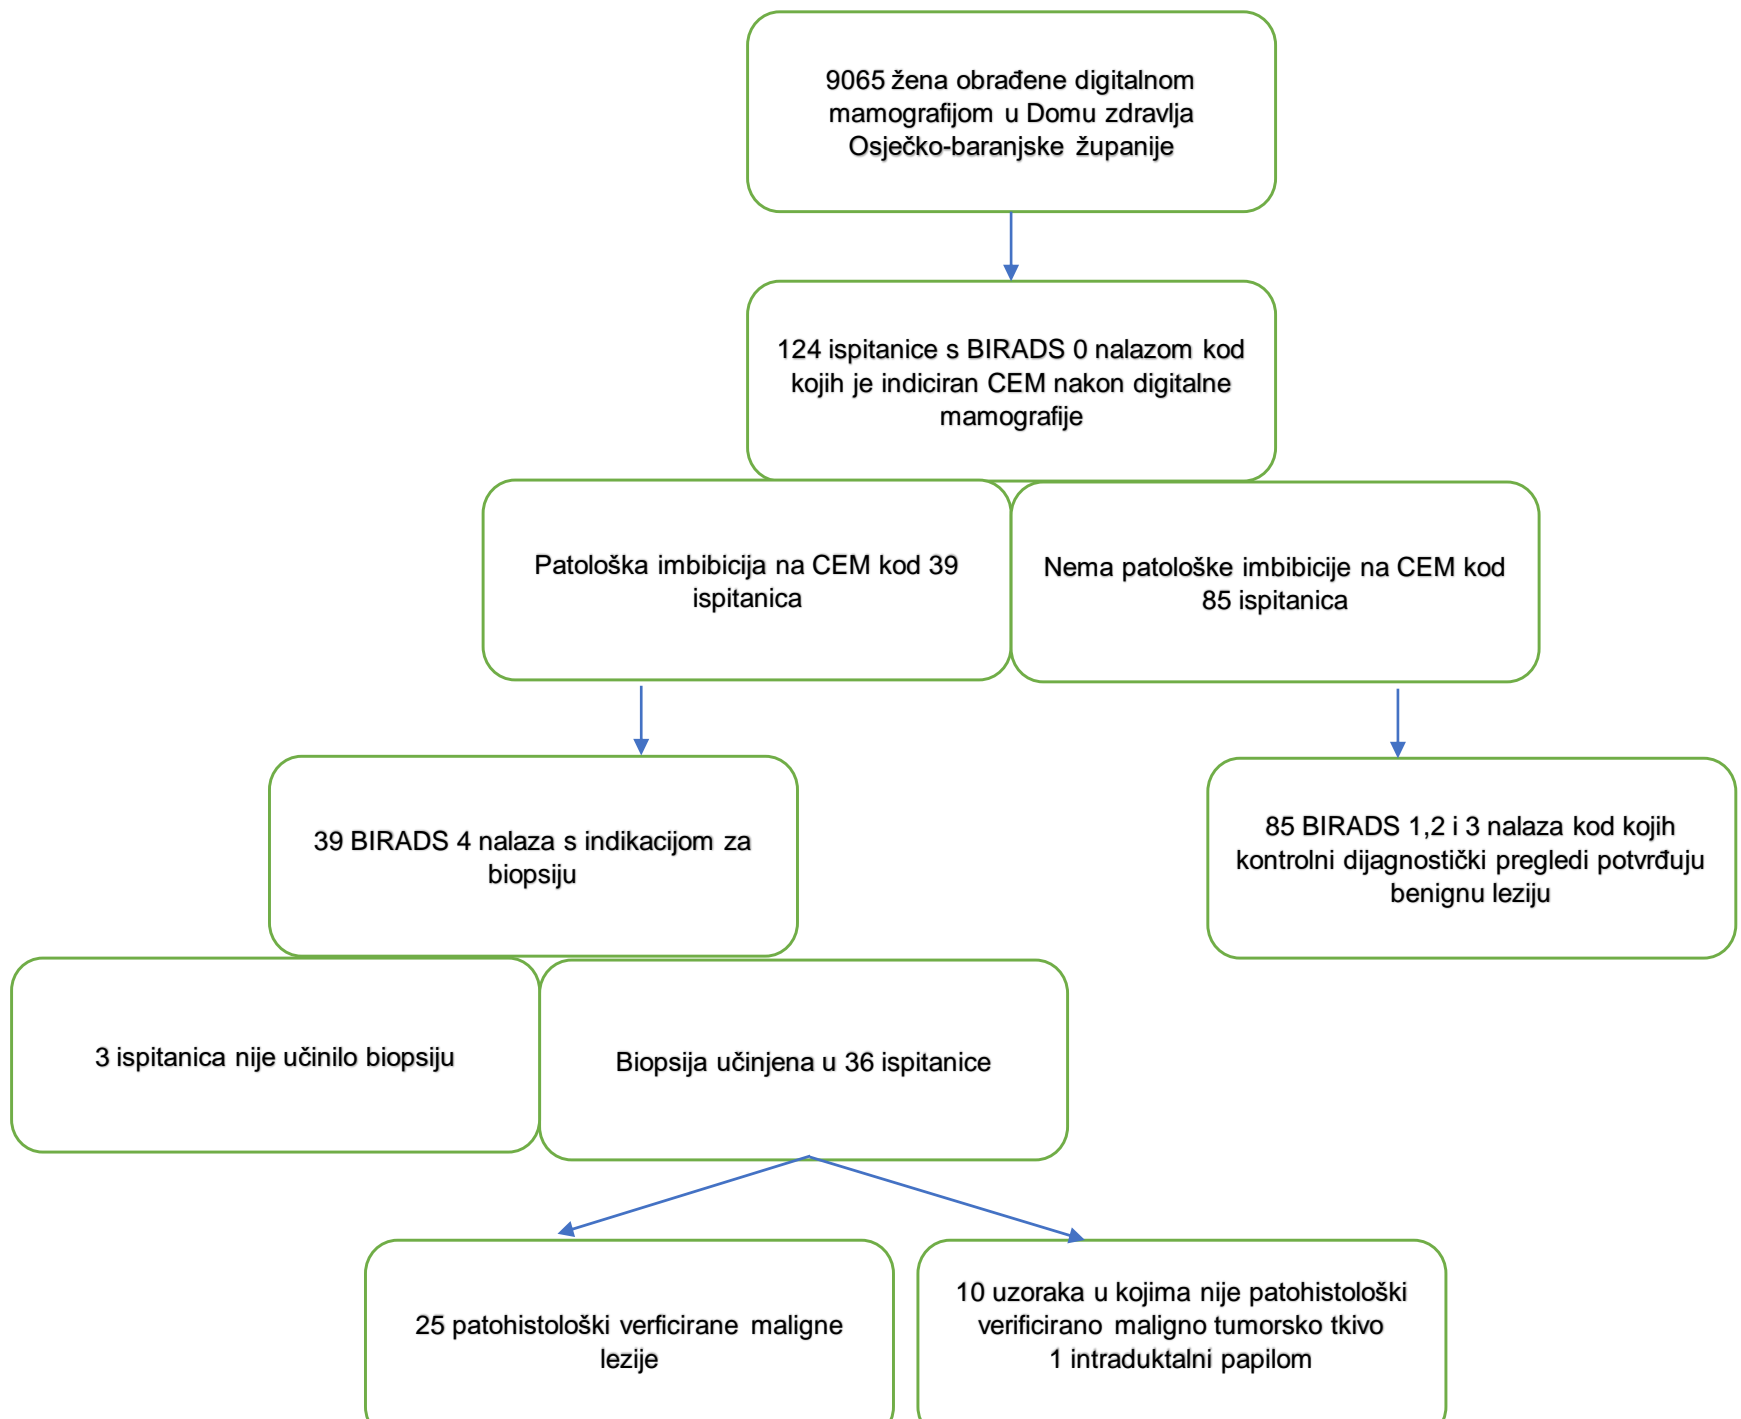 9065 žena obrađene digitalnom
mamografijom u Domu zdravlja
Osječko-baranjske županije
124 ispitanice s BIRADS 0 nalazom kod
kojih je indiciran CEM nakon digitalne
mamografije
Patološka imbibicija na CEM kod 39
ispitanica
Nema patološke imbibicije na CEM kod
85 ispitanica
39 BIRADS 4 nalaza s indikacijom za
biopsiju
85 BIRADS 1,2 i 3 nalaza kod kojih
kontrolni dijagnostički pregledi potvrđuju
benignu leziju
3 ispitanica nije učinilo biopsiju
Biopsija učinjena u 36 ispitanice
25 patohistološki verficirane maligne
lezije
10 uzoraka u kojima nije patohistološki
verificirano maligno tumorsko tkivo
1 intraduktalni papilom